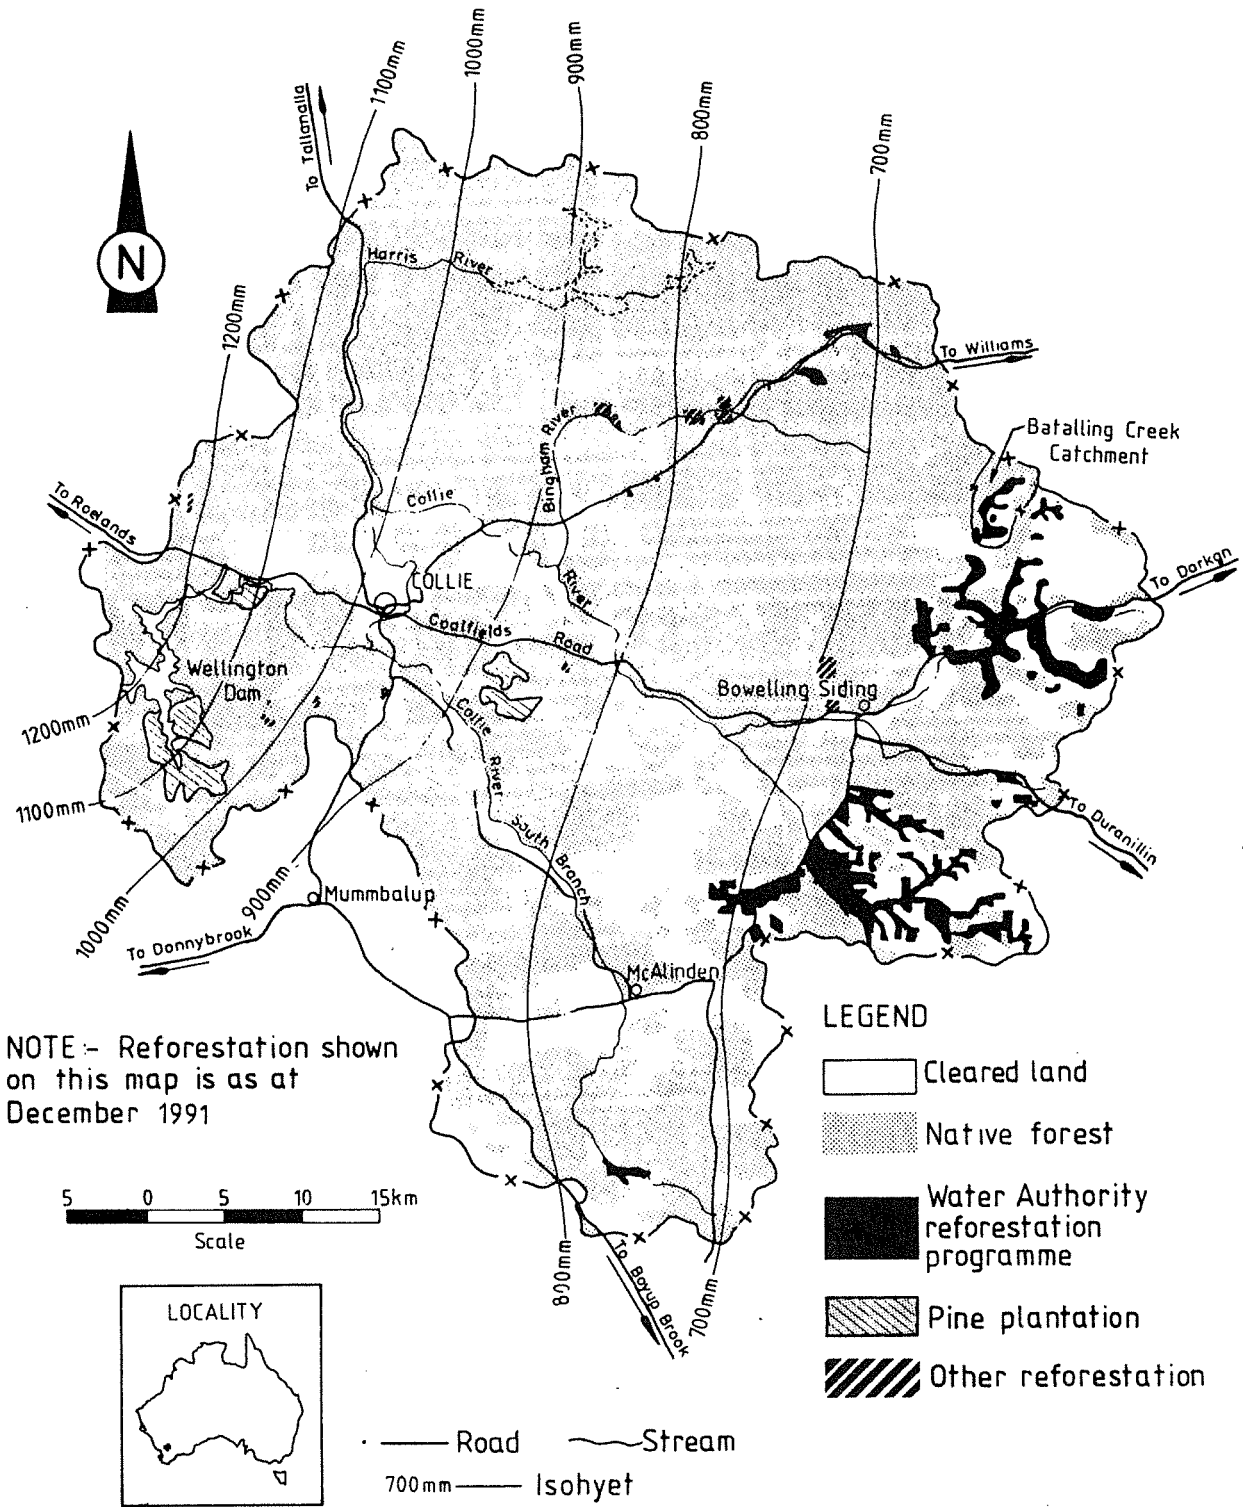 1000mm
900mm
1100mm
800mm
700mm
To Tallanalla
N
Harris River
1200mm
To Williams
Bingham River
Batalling Creek
Catchment
To Roelands
Collie
COLLIE
River
To Darkan
Coalfields Road
Wellington
Dam
Bowelling Siding
1200mm
Collie
River
1100mm
South Branch
To Duranillin
1000mm
900mm
Mummbalup
To Donnybrook
McAlinden
NOTE:- Reforestation shown
on this map is as at
December 1991
5 0 5 10 15km
Scale
800mm
To Boyup Brook
700mm
LEGEND
Cleared land
Native forest
Water Authority
reforestation
programme
Pine plantation
Other reforestation
LOCALITY
Road
Stream
700mm
Isohyet